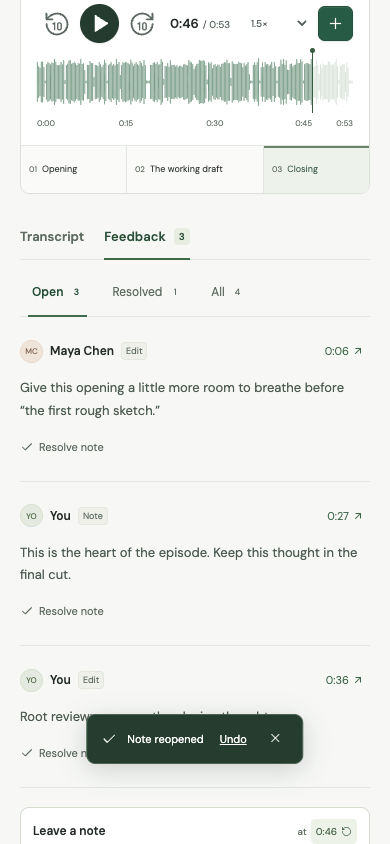 10 10 0:46 / 0:53 1.5×
0:00 0:15 0:30 0:45 0:53
01 Opening 02 The working draft 03 Closing
Transcript Feedback 3
Open 3 Resolved 1 All 4
MC Maya Chen Edit 0:06
Give this opening a little more room to breathe before
“the first rough sketch.”
Resolve note
YO You Note 0:27
This is the heart of the episode. Keep this thought in the
final cut.
Resolve note
YO You Edit 0:36
Root
Note reopened Undo
Resolve
Leave a note at 0:46